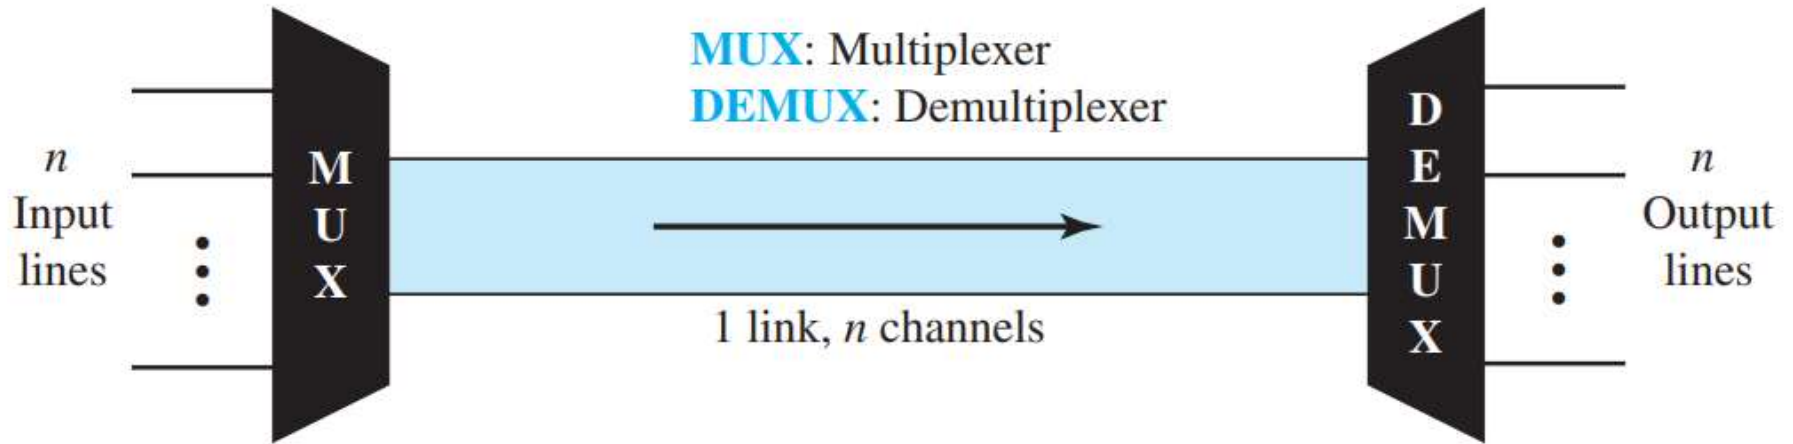 MUX: Multiplexer
DEMUX: Demultiplexer
n
Input
lines
M
U
X
1 link, n channels
D
E
M
U
X
n
Output
lines